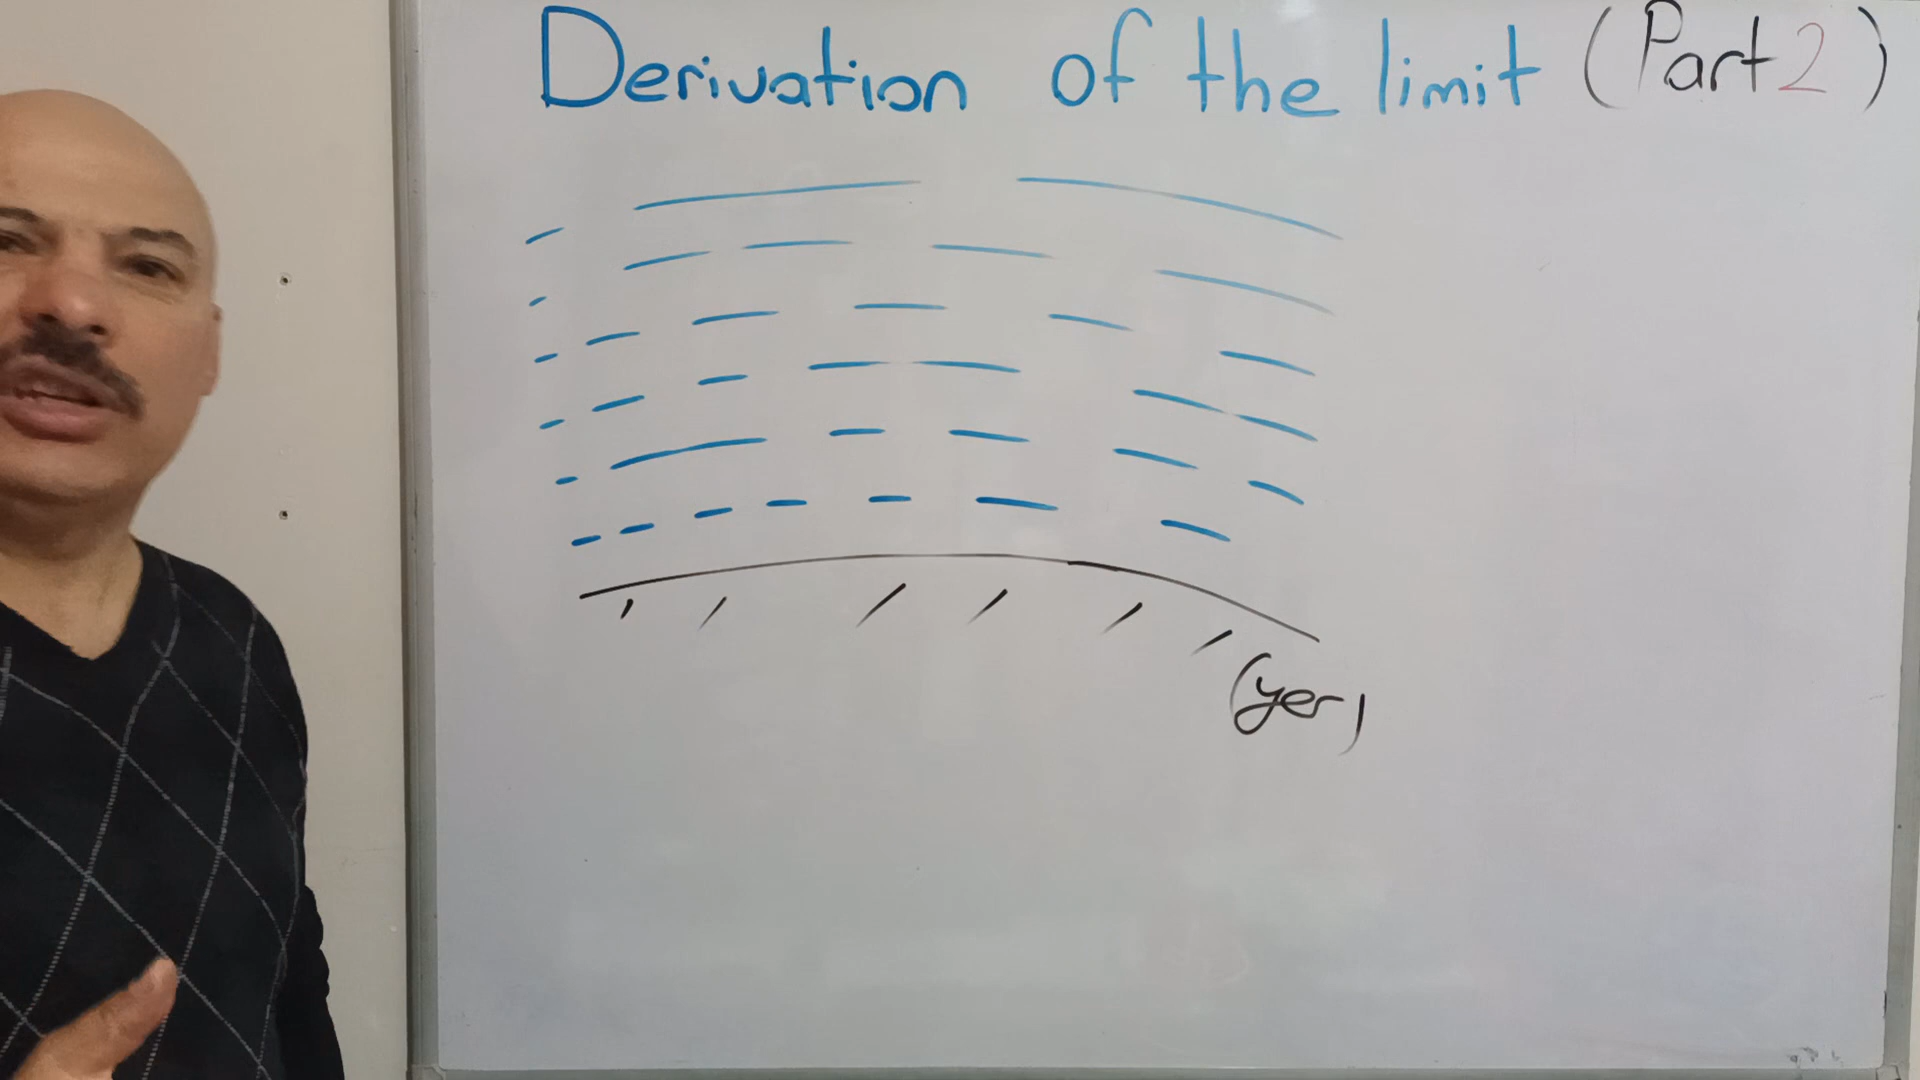 Derivation of the limit (Part 2)
(yer)